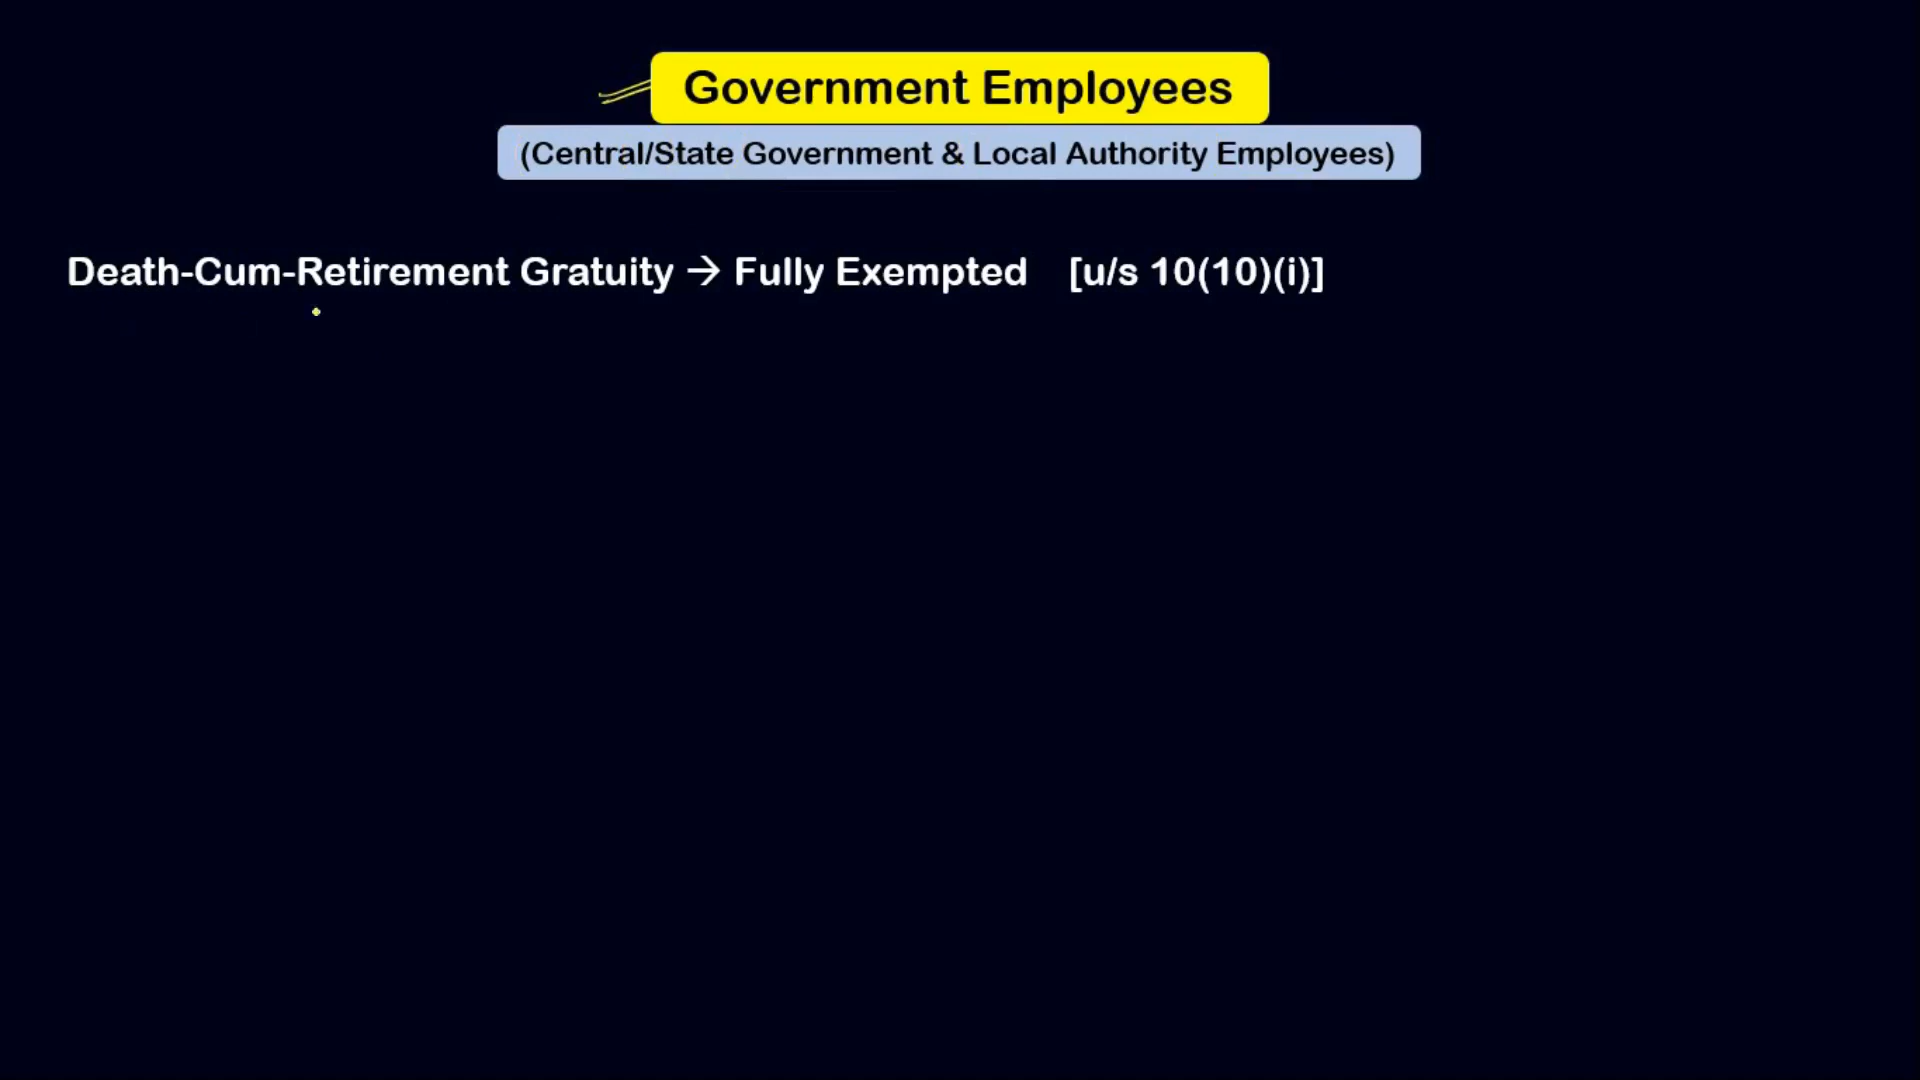 Government Employees
(Central/State Government & Local Authority Employees)
Death-Cum-Retirement Gratuity → Fully Exempted [u/s 10(10)(i)]